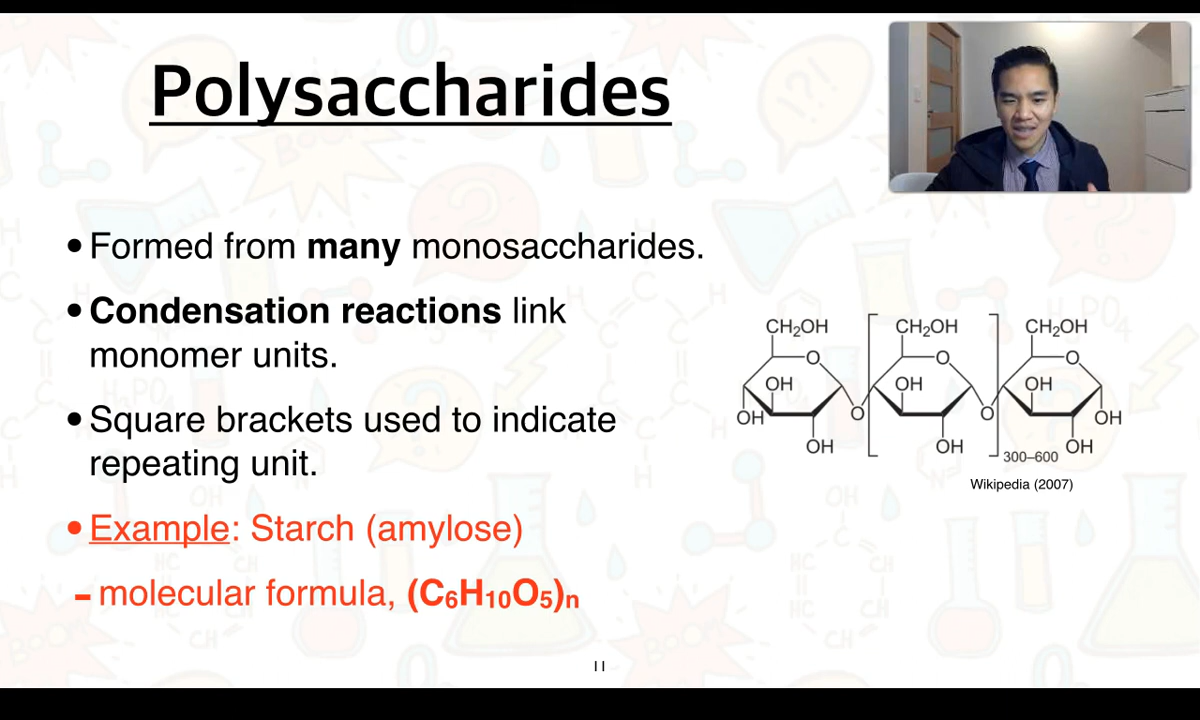 Polysaccharides
• Formed from many monosaccharides.
• Condensation reactions link
monomer units.
• Square brackets used to indicate
repeating unit.
• Example: Starch (amylose)
- molecular formula, (C₆H₁₀O₅)ₙ
CH₂OH CH₂OH CH₂OH
O O O
OH OH OH
OH O O OH
OH OH 300–600 OH
Wikipedia (2007)
11